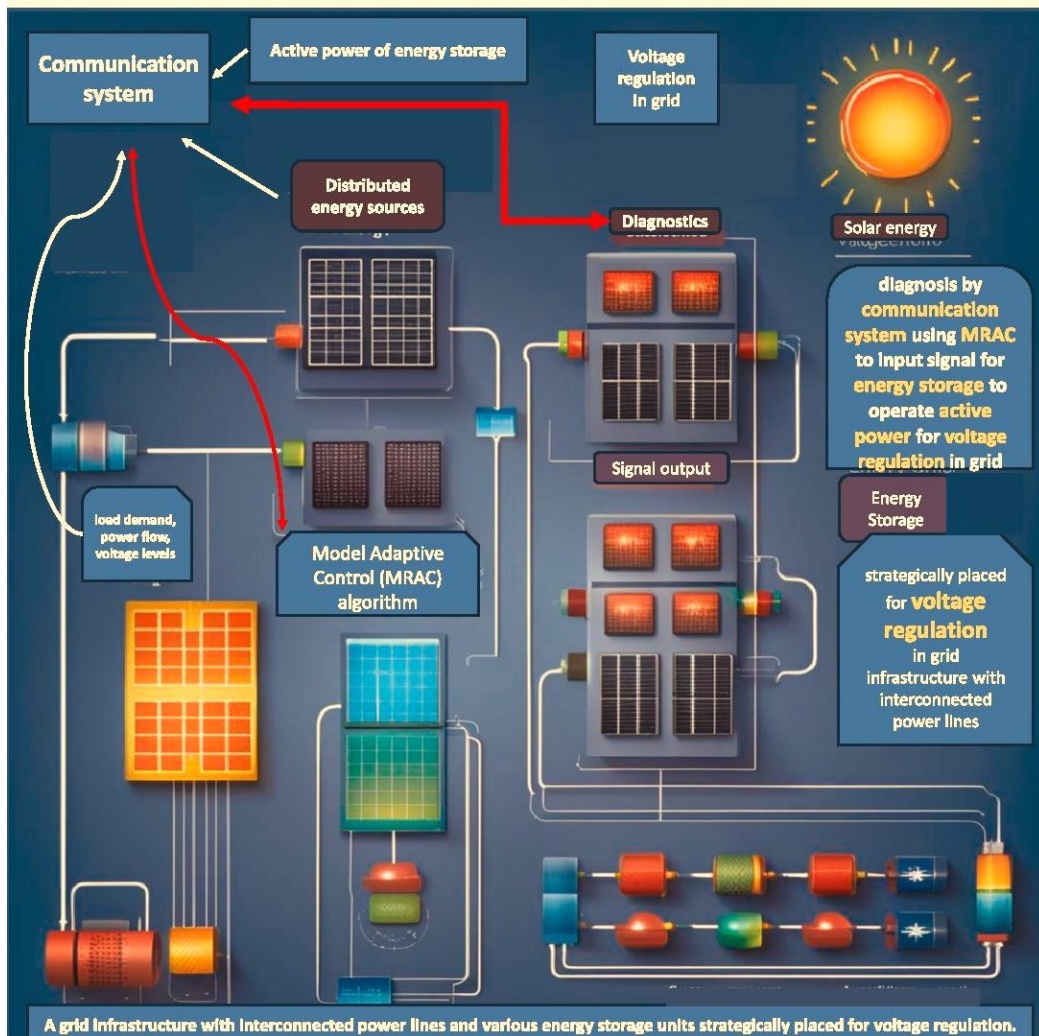 Communication
system
Active power of energy storage
Voltage
regulation
in grid
Distributed
energy sources
Diagnostics
Solar energy
diagnosis by
communication
system using MRAC
to input signal for
energy storage to
operate active
power for voltage
regulation in grid
Signal output
Energy
Storage
load demand,
power flow,
voltage levels
Model Adaptive
Control (MRAC)
algorithm
strategically placed
for voltage
regulation
in grid
infrastructure with
interconnected
power lines
A grid infrastructure with interconnected power lines and various energy storage units strategically placed for voltage regulation.